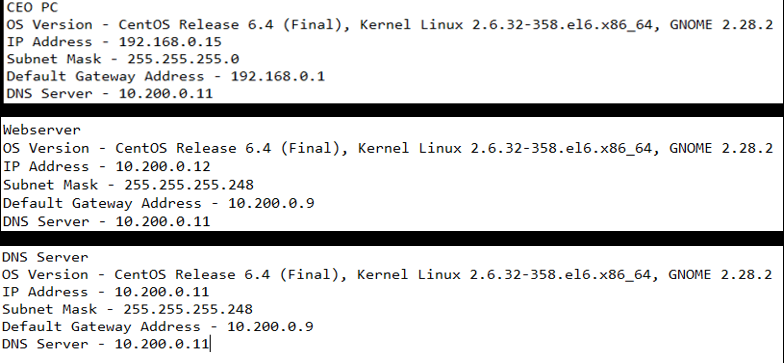 CEO PC
OS Version - CentOS Release 6.4 (Final), Kernel Linux 2.6.32-358.el6.x86_64, GNOME 2.28.2
IP Address - 192.168.0.15
Subnet Mask - 255.255.255.0
Default Gateway Address - 192.168.0.1
DNS Server - 10.200.0.11
Webserver
OS Version - CentOS Release 6.4 (Final), Kernel Linux 2.6.32-358.el6.x86_64, GNOME 2.28.2
IP Address - 10.200.0.12
Subnet Mask - 255.255.255.248
Default Gateway Address - 10.200.0.9
DNS Server - 10.200.0.11
DNS Server
OS Version - CentOS Release 6.4 (Final), Kernel Linux 2.6.32-358.el6.x86_64, GNOME 2.28.2
IP Address - 10.200.0.11
Subnet Mask - 255.255.255.248
Default Gateway Address - 10.200.0.9
DNS Server - 10.200.0.11